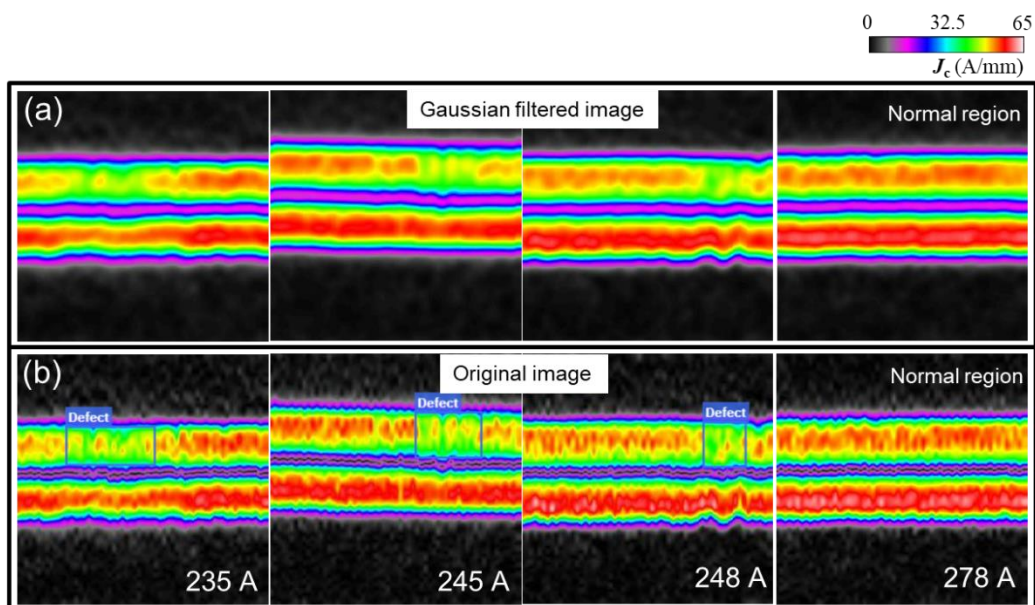 0 32.5 65
Jc (A/mm)
(a) Gaussian filtered image Normal region
(b) Original image Normal region
Defect Defect Defect
235 A 245 A 248 A 278 A